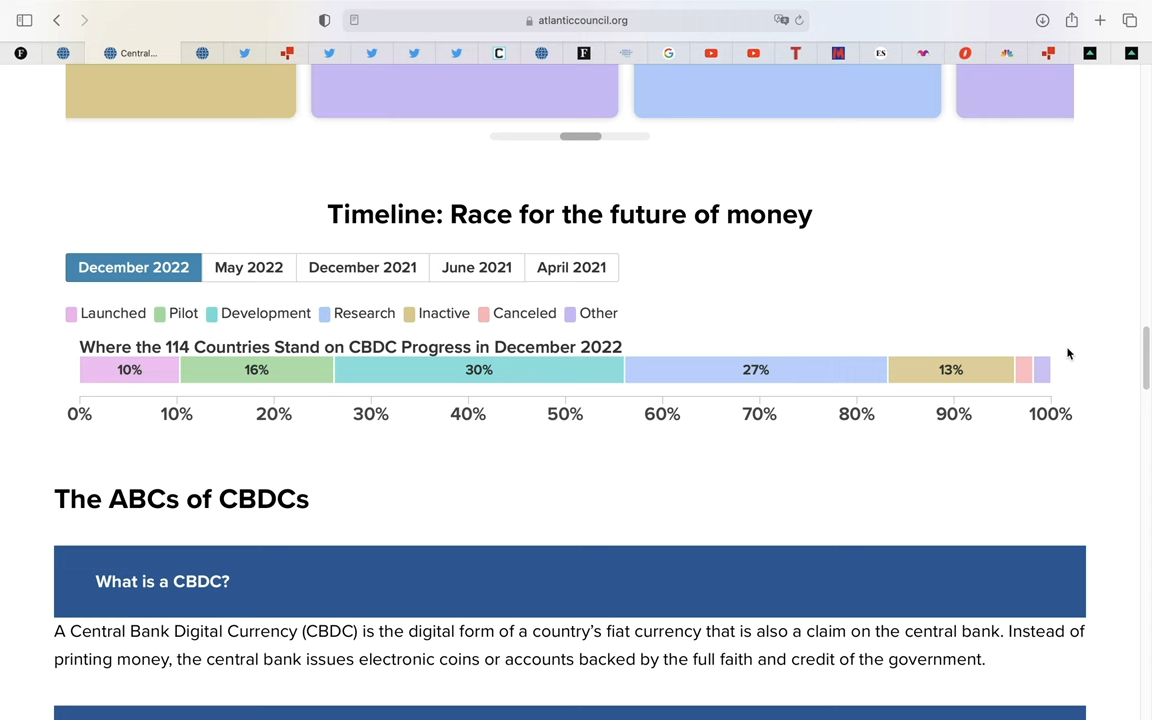 atlanticcouncil.org
F
Central...
C
F
G
T
M
ES
Timeline: Race for the future of money
December 2022 May 2022 December 2021 June 2021 April 2021
Launched Pilot Development Research Inactive Canceled Other
Where the 114 Countries Stand on CBDC Progress in December 2022
10% 16% 30% 27% 13%
0% 10% 20% 30% 40% 50% 60% 70% 80% 90% 100%
The ABCs of CBDCs
What is a CBDC?
A Central Bank Digital Currency (CBDC) is the digital form of a country’s fiat currency that is also a claim on the central bank. Instead of
printing money, the central bank issues electronic coins or accounts backed by the full faith and credit of the government.